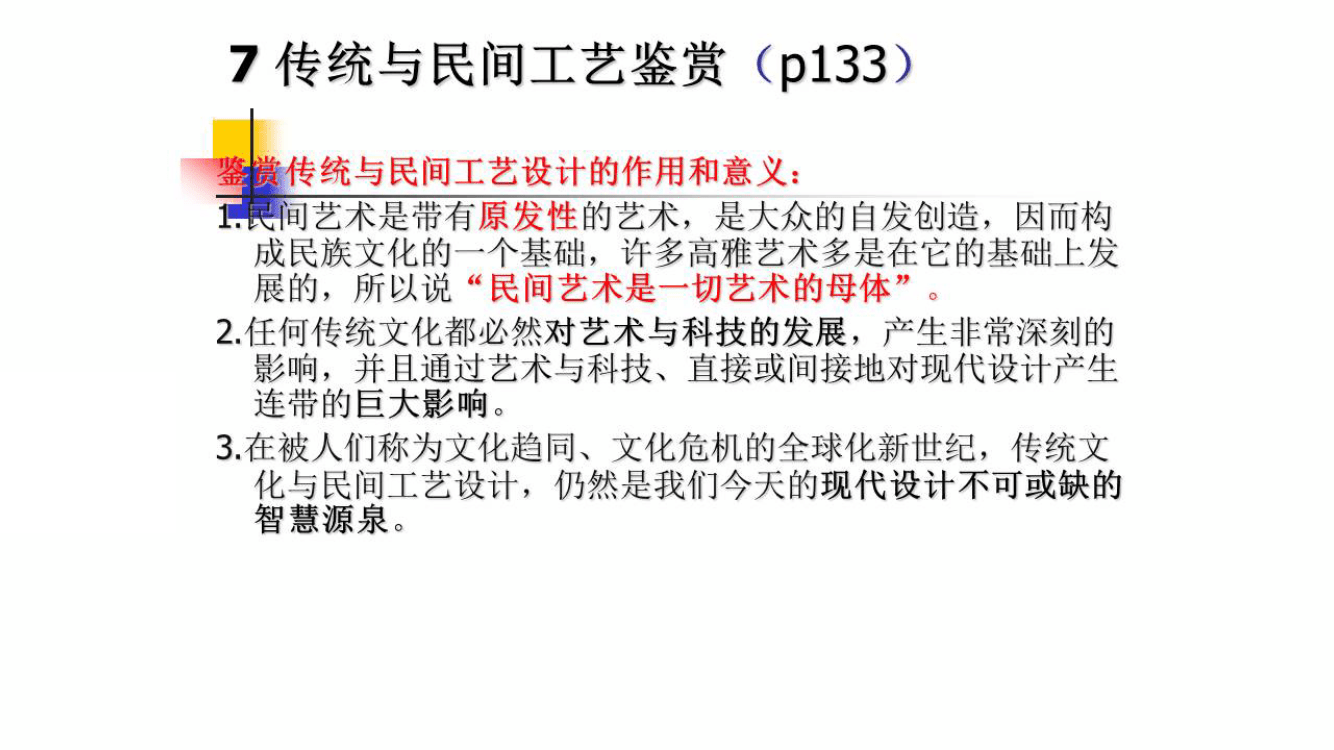 7 传统与民间工艺鉴赏（p133）
鉴赏传统与民间工艺设计的作用和意义：
1.民间艺术是带有原发性的艺术，是大众的自发创造，因而构
成民族文化的一个基础，许多高雅艺术多是在它的基础上发
展的，所以说“民间艺术是一切艺术的母体”。
2.任何传统文化都必然对艺术与科技的发展，产生非常深刻的
影响，并且通过艺术与科技、直接或间接地对现代设计产生
连带的巨大影响。
3.在被人们称为文化趋同、文化危机的全球化新世纪，传统文
化与民间工艺设计，仍然是我们今天的现代设计不可或缺的
智慧源泉。